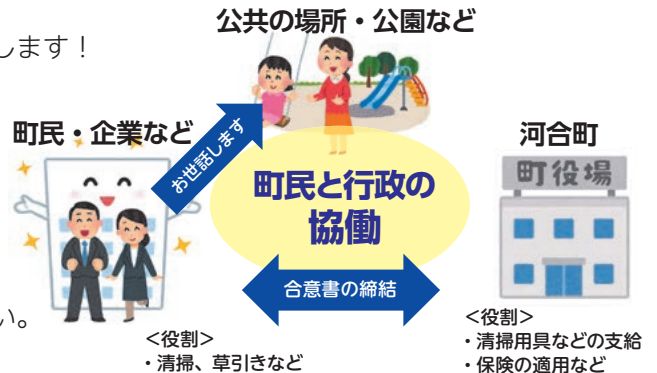 公共の場所・公園など
します！
町民・企業など
お世話します
河合町
町役場
町民と行政の
協働
合意書の締結
い。
＜役割＞
・清掃、草引きなど
＜役割＞
・清掃用具などの支給
・保険の適用など